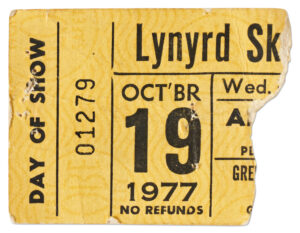 DAY OF SHOW
01279
Lynyrd Sk
OCT'BR
19
1977
NO REFUNDS
Wed.
A
PL
GRE